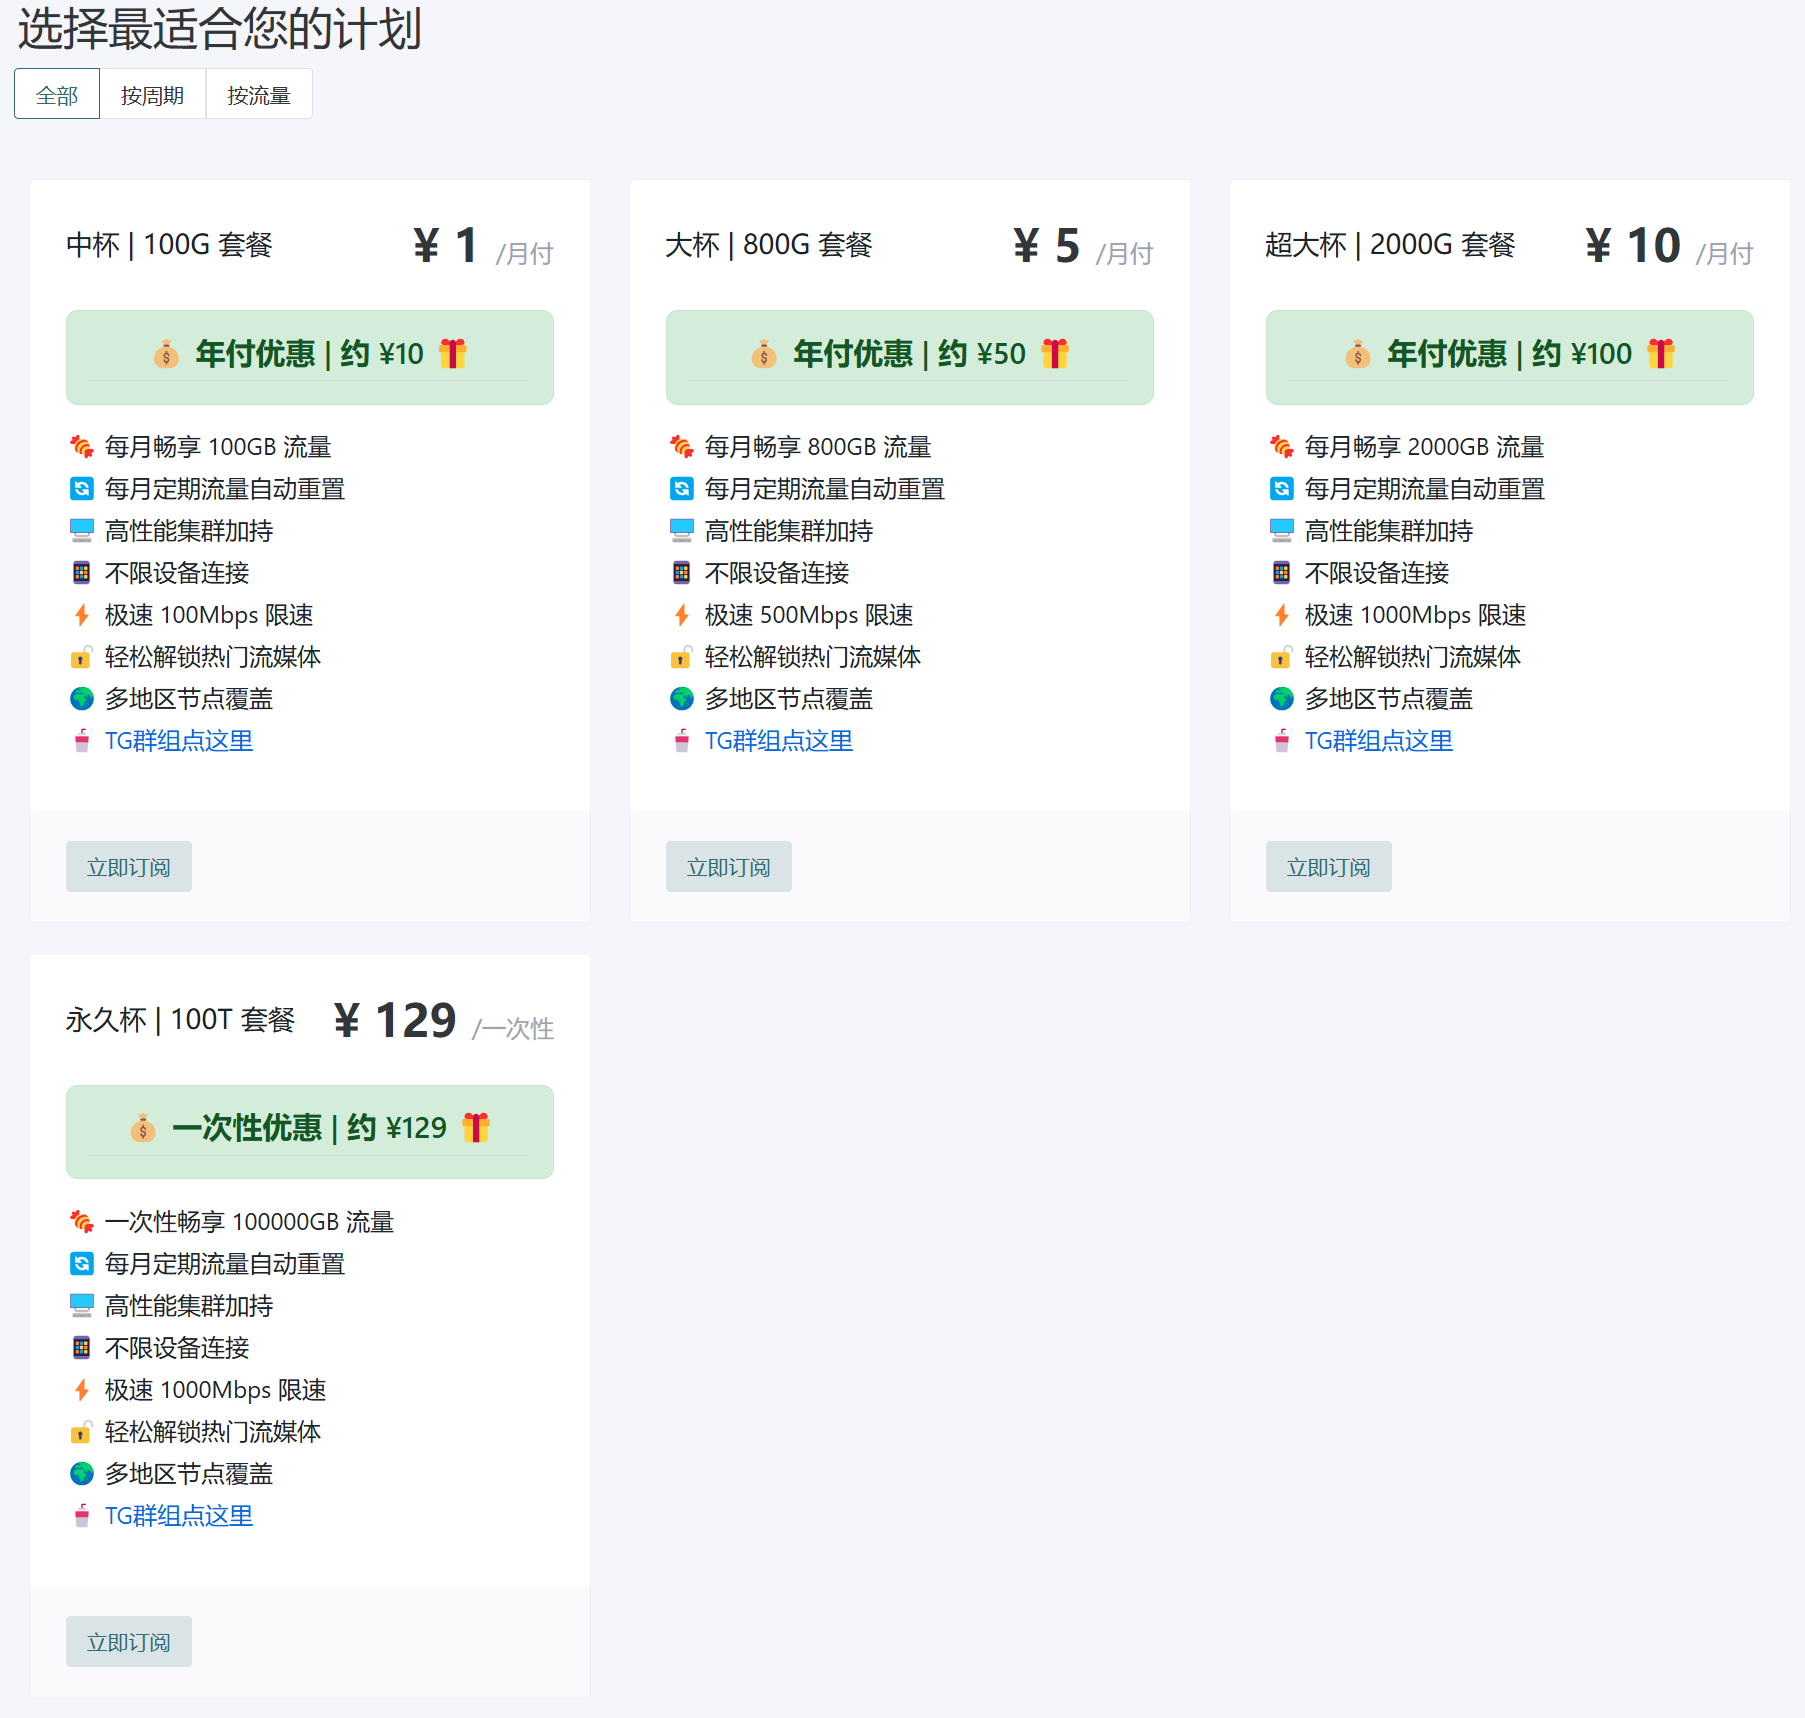 选择最适合您的计划
全部 按周期 按流量
中杯 | 100G 套餐 ¥ 1 /月付
年付优惠 | 约 ¥10
每月畅享 100GB 流量
每月定期流量自动重置
高性能集群加持
不限设备连接
极速 100Mbps 限速
轻松解锁热门流媒体
多地区节点覆盖
TG群组点这里
立即订阅
大杯 | 800G 套餐 ¥ 5 /月付
年付优惠 | 约 ¥50
每月畅享 800GB 流量
每月定期流量自动重置
高性能集群加持
不限设备连接
极速 500Mbps 限速
轻松解锁热门流媒体
多地区节点覆盖
TG群组点这里
立即订阅
超大杯 | 2000G 套餐 ¥ 10 /月付
年付优惠 | 约 ¥100
每月畅享 2000GB 流量
每月定期流量自动重置
高性能集群加持
不限设备连接
极速 1000Mbps 限速
轻松解锁热门流媒体
多地区节点覆盖
TG群组点这里
立即订阅
永久杯 | 100T 套餐 ¥ 129 /一次性
一次性优惠 | 约 ¥129
一次性畅享 100000GB 流量
每月定期流量自动重置
高性能集群加持
不限设备连接
极速 1000Mbps 限速
轻松解锁热门流媒体
多地区节点覆盖
TG群组点这里
立即订阅